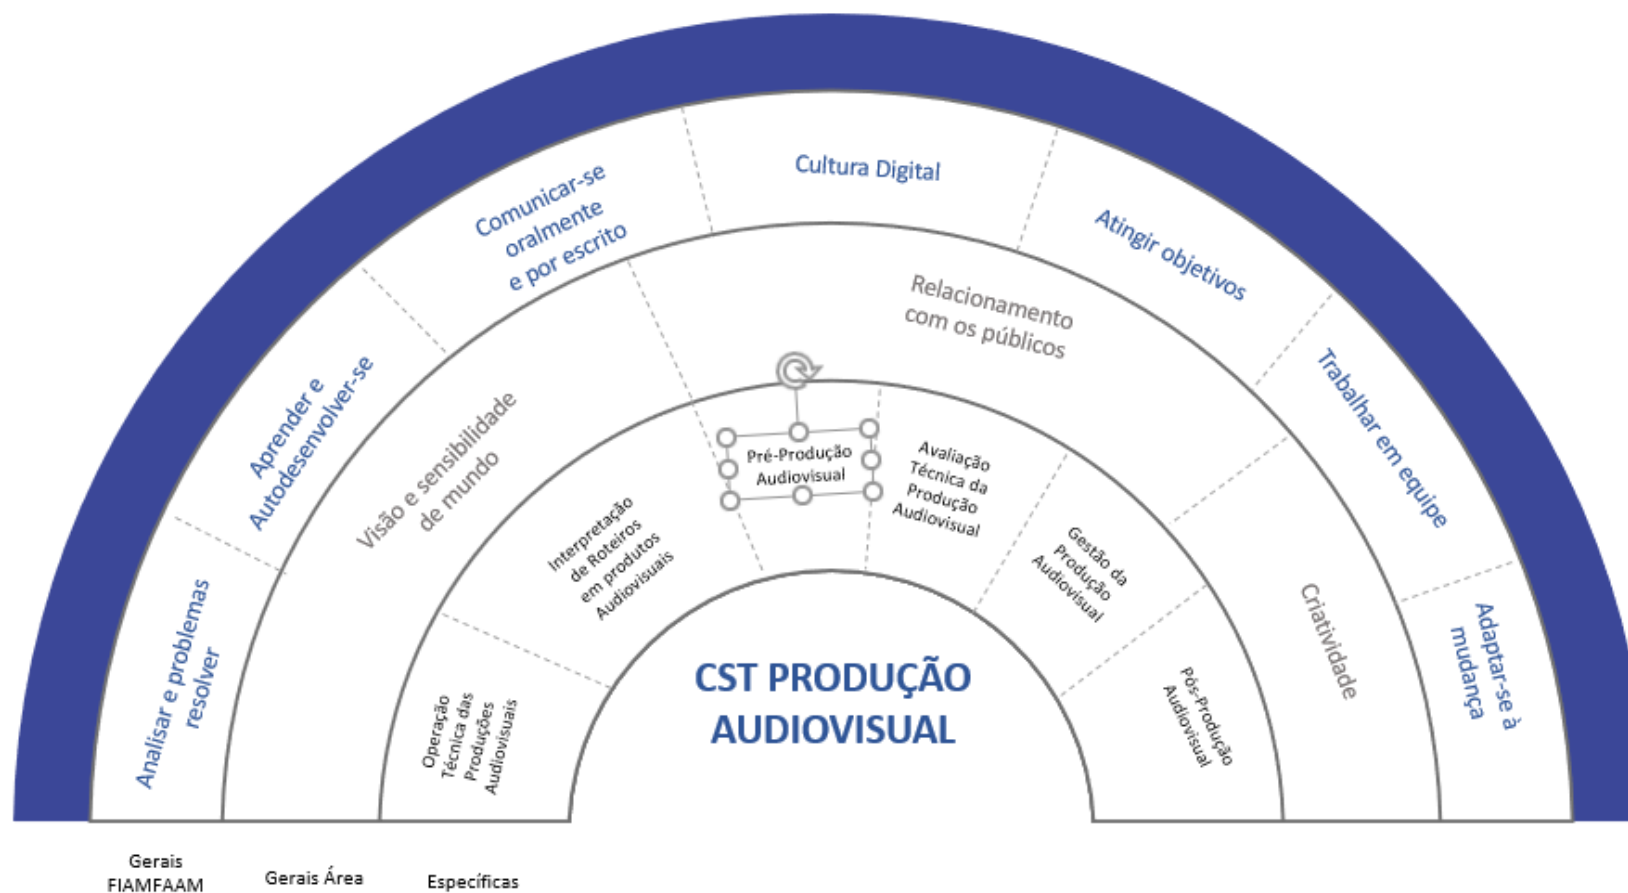 Analisar e problemas
resolver
Aprender e
Autodesenvolver-se
Comunicar-se
oralmente
e por escrito
Cultura Digital
Atingir objetivos
Trabalhar em equipe
Adaptar-se à
mudança
Visão e sensibilidade
de mundo
Relacionamento
com os públicos
Criatividade
Operação
Técnica das
Produções
Audiovisuais
Interpretação
de Roteiros
em produtos
Audiovisuais
Pré-Produção
Audiovisual
Avaliação
Técnica da
Produção
Audiovisual
Gestão da
Produção
Audiovisual
Pós-Produção
Audiovisual
CST PRODUÇÃO
AUDIOVISUAL
Gerais
FIAMFAAM
Gerais Área
Específicas